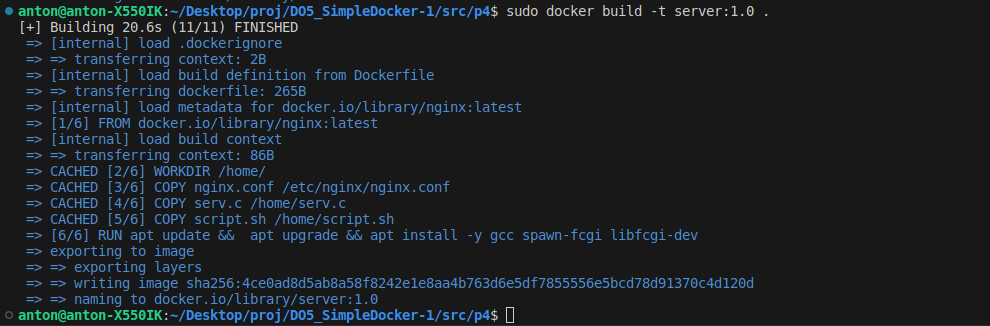 anton@anton-X550IK:~/Desktop/proj/DO5_SimpleDocker-1/src/p4$ sudo docker build -t server:1.0 .
[+] Building 20.6s (11/11) FINISHED
=> [internal] load .dockerignore
=> => transferring context: 2B
=> [internal] load build definition from Dockerfile
=> => transferring dockerfile: 265B
=> [internal] load metadata for docker.io/library/nginx:latest
=> [1/6] FROM docker.io/library/nginx:latest
=> [internal] load build context
=> => transferring context: 86B
=> CACHED [2/6] WORKDIR /home/
=> CACHED [3/6] COPY nginx.conf /etc/nginx/nginx.conf
=> CACHED [4/6] COPY serv.c /home/serv.c
=> CACHED [5/6] COPY script.sh /home/script.sh
=> [6/6] RUN apt update &&  apt upgrade && apt install -y gcc spawn-fcgi libfcgi-dev
=> exporting to image
=> => exporting layers
=> => writing image sha256:4ce0ad8d5ab8a58f8242e1e8aa4b763d6e5df7855556e5bcd78d91370c4d120d
=> => naming to docker.io/library/server:1.0
anton@anton-X550IK:~/Desktop/proj/DO5_SimpleDocker-1/src/p4$